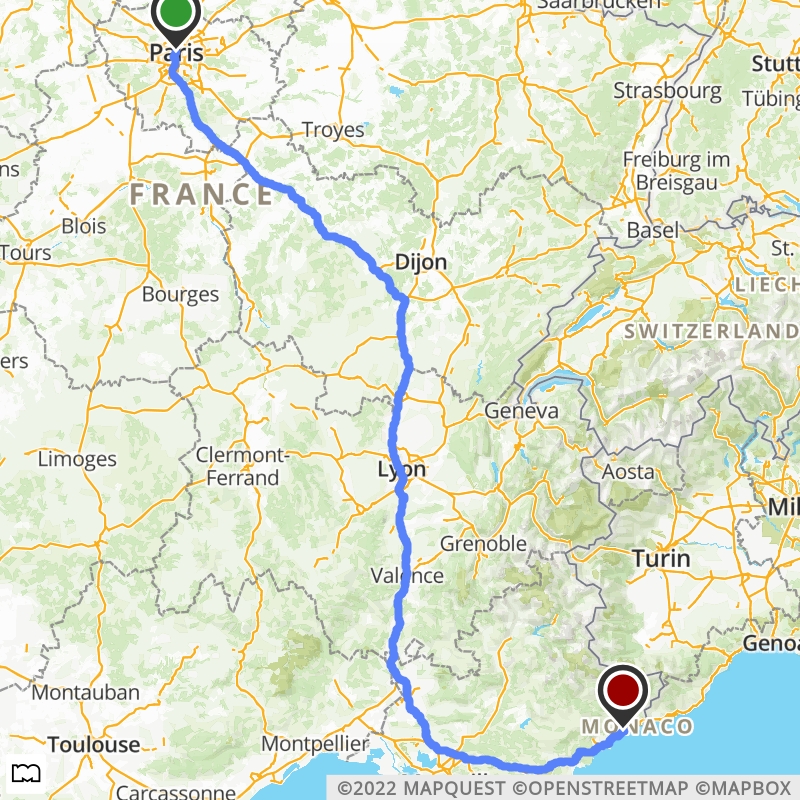 Saarbrücken
Paris
Strasbourg
Stutt
Tübing
Troyes
ns
Freiburg im
Breisgau
FRANCE
Blois
Basel
Tours
St.
Dijon
LIECH
Bourges
SWITZERLAND
ers
Geneva
Limoges
Clermont-
Ferrand
Lyon
Aosta
Mil
Grenoble
Turin
Valence
Genoa
Montauban
MONACO
Toulouse
Montpellier
Carcassonne
©2022 MAPQUEST ©OPENSTREETMAP ©MAPBOX